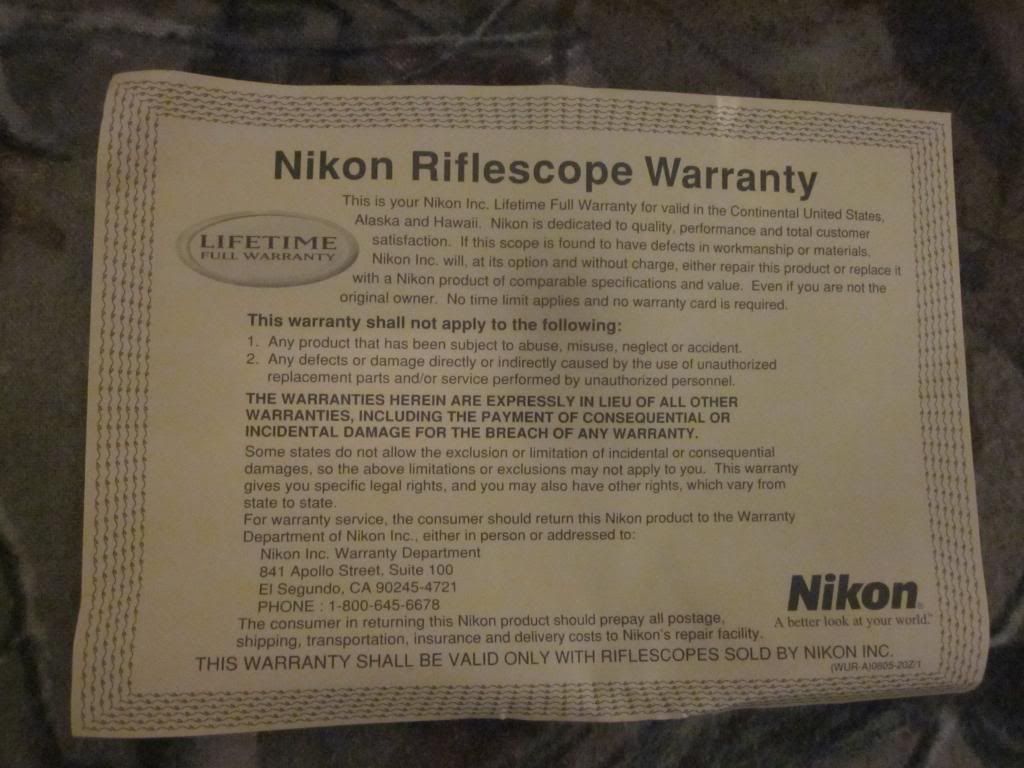 Nikon Riflescope Warranty
LIFETIME
FULL WARRANTY
This is your Nikon Inc. Lifetime Full Warranty for valid in the Continental United States,
Alaska and Hawaii. Nikon is dedicated to quality, performance and total customer
satisfaction. If this scope is found to have defects in workmanship or materials,
Nikon Inc. will, at its option and without charge, either repair this product or replace it
with a Nikon product of comparable specifications and value. Even if you are not the
original owner. No time limit applies and no warranty card is required.
This warranty shall not apply to the following:
1. Any product that has been subject to abuse, misuse, neglect or accident.
2. Any defects or damage directly or indirectly caused by the use of unauthorized
replacement parts and/or service performed by unauthorized personnel.
THE WARRANTIES HEREIN ARE EXPRESSLY IN LIEU OF ALL OTHER
WARRANTIES, INCLUDING THE PAYMENT OF CONSEQUENTIAL OR
INCIDENTAL DAMAGE FOR THE BREACH OF ANY WARRANTY.
Some states do not allow the exclusion or limitation of incidental or consequential
damages, so the above limitations or exclusions may not apply to you. This warranty
gives you specific legal rights, and you may also have other rights, which vary from
state to state.
For warranty service, the consumer should return this Nikon product to the Warranty
Department of Nikon Inc., either in person or addressed to:
Nikon Inc. Warranty Department
841 Apollo Street, Suite 100
El Segundo, CA 90245-4721
PHONE : 1-800-645-6678
The consumer in returning this Nikon product should prepay all postage,
shipping, transportation, insurance and delivery costs to Nikon's repair facility.
Nikon®
A better look at your world.™
THIS WARRANTY SHALL BE VALID ONLY WITH RIFLESCOPES SOLD BY NIKON INC.
(WUR-A)0805-20Z/1